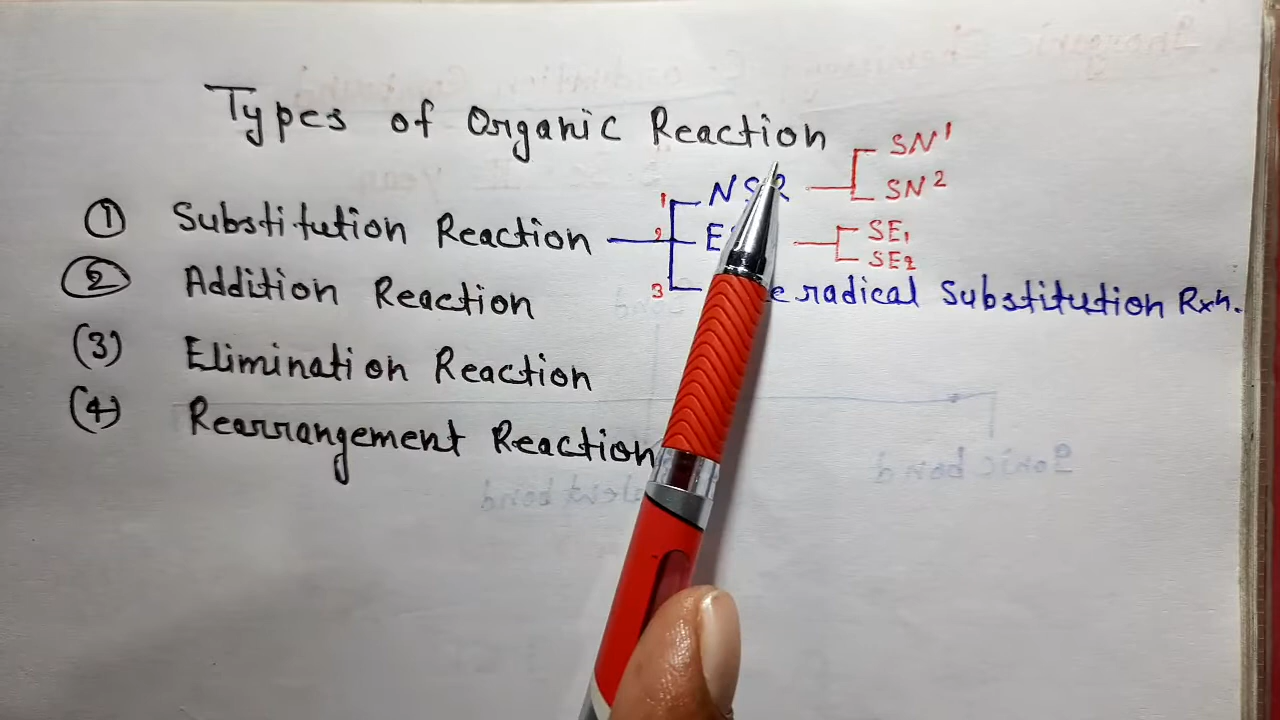 Types of Organic Reaction
① Substitution Reaction
1 NSR
SN¹
SN²
2
SE₁
SE₂
3 radical Substitution Rxn.
② Addition Reaction
(3) Elimination Reaction
(4) Rearrangement Reaction